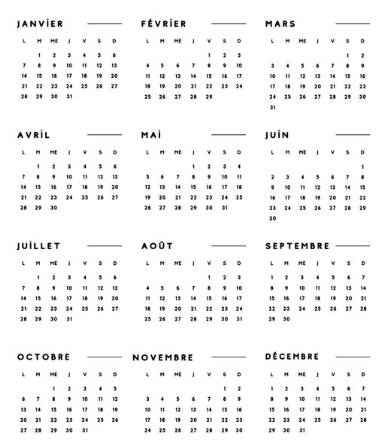 JANVİER
L M ME J V S D
1 2 3 4 5 6
7 8 9 10 11 12 13
14 15 16 17 18 19 20
21 22 23 24 25 26 27
28 29 30 31
FÉVRİER
L M ME J V S D
1 2 3
4 5 6 7 8 9 10
11 12 13 14 15 16 17
18 19 20 21 22 23 24
25 26 27 28 29
MARS
L M ME J V S D
1 2
3 4 5 6 7 8 9
10 11 12 13 14 15 16
17 18 19 20 21 22 23
24 25 26 27 28 29 30
31
AVRİL
L M ME J V S D
1 2 3 4 5 6
7 8 9 10 11 12 13
14 15 16 17 18 19 20
21 22 23 24 25 26 27
28 29 30
MAİ
L M ME J V S D
1 2 3 4
5 6 7 8 9 10 11
12 13 14 15 16 17 18
19 20 21 22 23 24 25
26 27 28 29 30 31
JUİN
L M ME J V S D
1
2 3 4 5 6 7 8
9 10 11 12 13 14 15
16 17 18 19 20 21 22
23 24 25 26 27 28 29
30
JUİLLET
L M ME J V S D
1 2 3 4 5 6
7 8 9 10 11 12 13
14 15 16 17 18 19 20
21 22 23 24 25 26 27
28 29 30 31
AOÛT
L M ME J V S D
1 2 3
4 5 6 7 8 9 10
11 12 13 14 15 16 17
18 19 20 21 22 23 24
25 26 27 28 29 30 31
SEPTEMBRE
L M ME J V S D
1 2 3 4 5 6 7
8 9 10 11 12 13 14
15 16 17 18 19 20 21
22 23 24 25 26 27 28
29 30
OCTOBRE
L M ME J V S D
1 2 3 4 5
6 7 8 9 10 11 12
13 14 15 16 17 18 19
20 21 22 23 24 25 26
27 28 29 30 31
NOVEMBRE
L M ME J V S D
1 2
3 4 5 6 7 8 9
10 11 12 13 14 15 16
17 18 19 20 21 22 23
24 25 26 27 28 29 30
DÉCEMBRE
L M ME J V S D
1 2 3 4 5 6 7
8 9 10 11 12 13 14
15 16 17 18 19 20 21
22 23 24 25 26 27 28
29 30 31